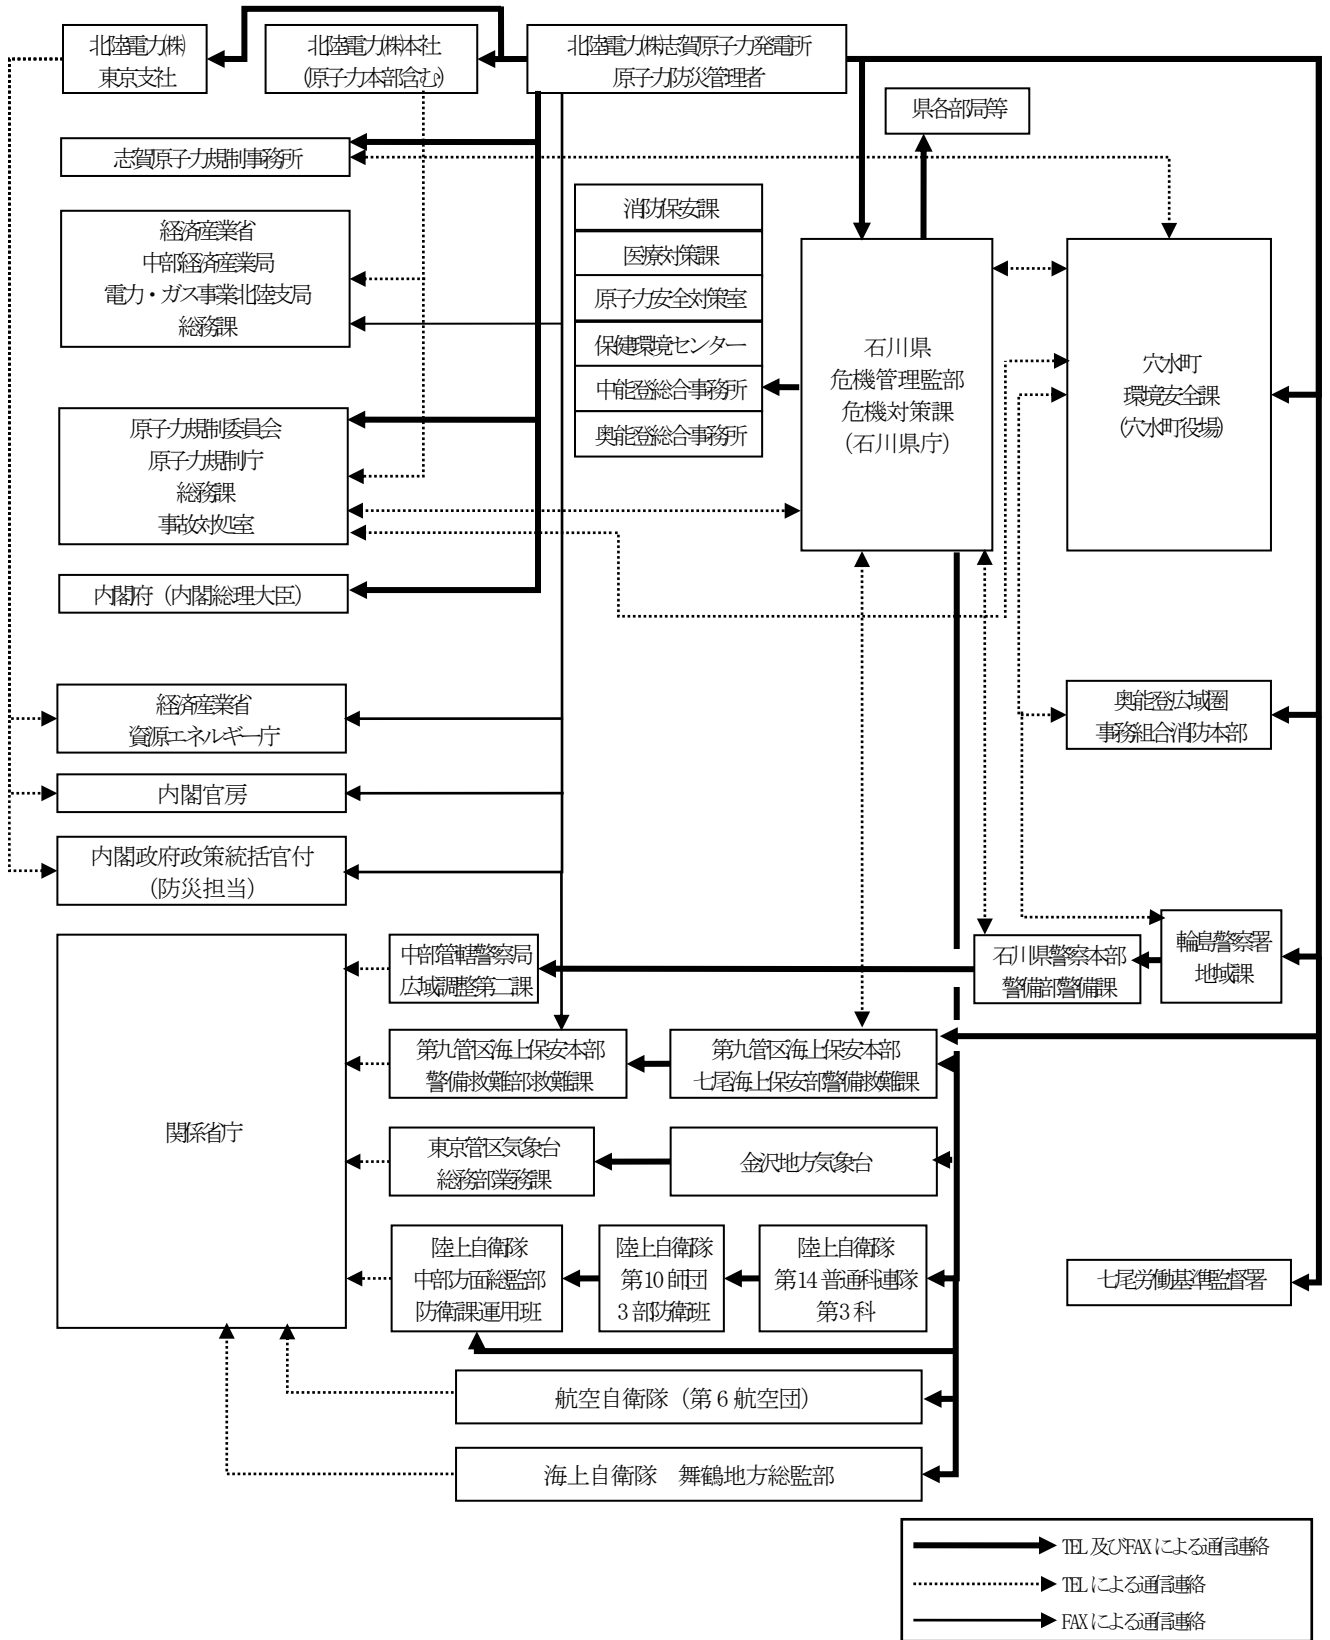 北陸電力㈱
東京支社
北陸電力㈱本社
(原子力本部含む)
北陸電力㈱志賀原子力発電所
原子力防災管理者
県各部局等
志賀原子力規制事務所
経済産業省
中部経済産業局
電力・ガス事業北陸支局
総務課
消防保安課
医療対策課
原子力安全対策室
保健環境センター
中能登総合事務所
奥能登総合事務所
石川県
危機管理監部
危機対策課
(石川県庁)
穴水町
環境安全課
(穴水町役場)
原子力規制委員会
原子力規制庁
総務課
事故対処室
内閣府(内閣総理大臣)
経済産業省
資源エネルギー庁
内閣官房
内閣政府政策統括官付
(防災担当)
奥能登広域圏
事務組合消防本部
関係省庁
中部管轄警察局
広域調整第二課
石川県警察本部
警備部警備課
輪島警察署
地域課
第九管区海上保安本部
警備救難部救難課
第九管区海上保安本部
七尾海上保安部警備救難課
東京管区気象台
総務部業務課
金沢地方気象台
陸上自衛隊
中部方面総監部
防衛課運用班
陸上自衛隊
第10師団
3部防衛班
陸上自衛隊
第14普通科連隊
第3科
七尾労働基準監督署
航空自衛隊(第6航空団)
海上自衛隊 舞鶴地方総監部
TEL及びFAXによる通信連絡
TELによる通信連絡
FAXによる通信連絡